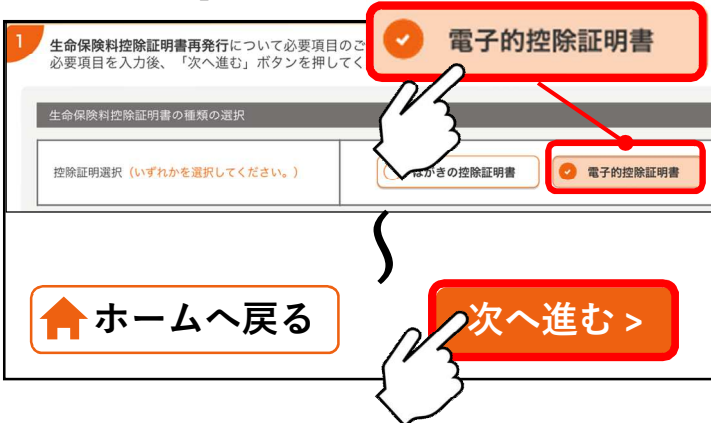 1
生命保険料控除証明書再発行について必要項目のご
必要項目を入力後、「次へ進む」ボタンを押してく
電子的控除証明書
生命保険料控除証明書の種類の選択
控除証明選択（いずれかを選択してください。）
はがきの控除証明書
電子的控除証明書
ホームへ戻る
次へ進む >